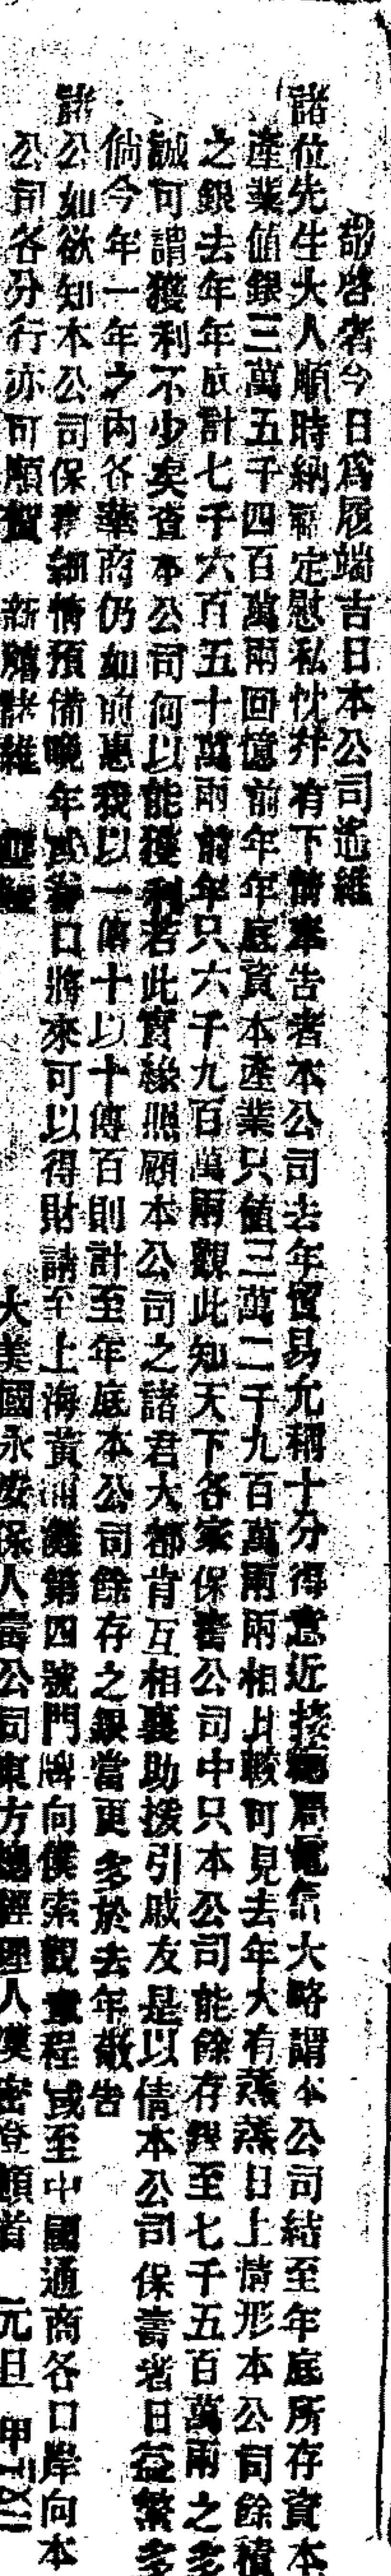 敬啓者今日爲履端吉日本公司遙維
諸位先生大人順時納福定慰私忱幷有下情奉告者本公司去年貿易尤稱十分得意近接總局電信大略謂本公司結至年底所存資本
產業值銀三萬五千四百萬兩回憶前年年底資本產業只值三萬二千九百萬兩兩相比較可見去年大有蒸蒸日上情形本公司餘積
之銀去年年底計七千六百五十萬兩前年只六千九百萬兩觀此知天下各家保壽公司中只本公司能餘存銀至七千五百萬兩之多
誠可謂獲利不少矣查本公司何以能獲利若此實緣照顧本公司之諸君大都肯互相襄助接引戚友是以倩本公司保壽者日益繁多
倘今年一年之內各華商仍如前惠我以一傳十以十傳百則計至年底本公司餘存之銀當更多於去年敬告
諸公如欲知本公司保壽細情預備晚年或養口將來可以得財請至上海黃浦灘第四號門牌向僕索觀章程或至中國通商各口岸向本
公司各分行亦可順賀 新禧諸維 大美國永安保人壽公司東方總經理人 密登頓首 元旦